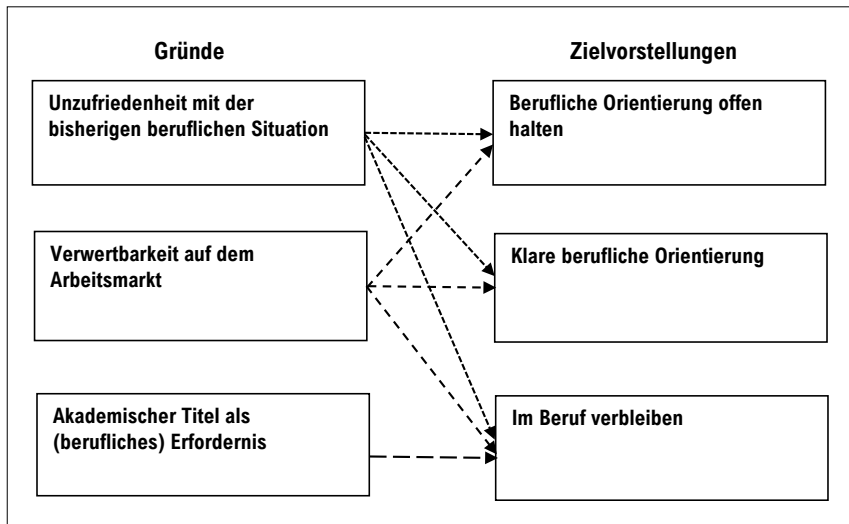 Gründe
Zielvorstellungen
Unzufriedenheit mit der
bisherigen beruflichen Situation
Berufliche Orientierung offen
halten
Verwertbarkeit auf dem
Arbeitsmarkt
Klare berufliche Orientierung
Akademischer Titel als
(berufliches) Erfordernis
Im Beruf verbleiben